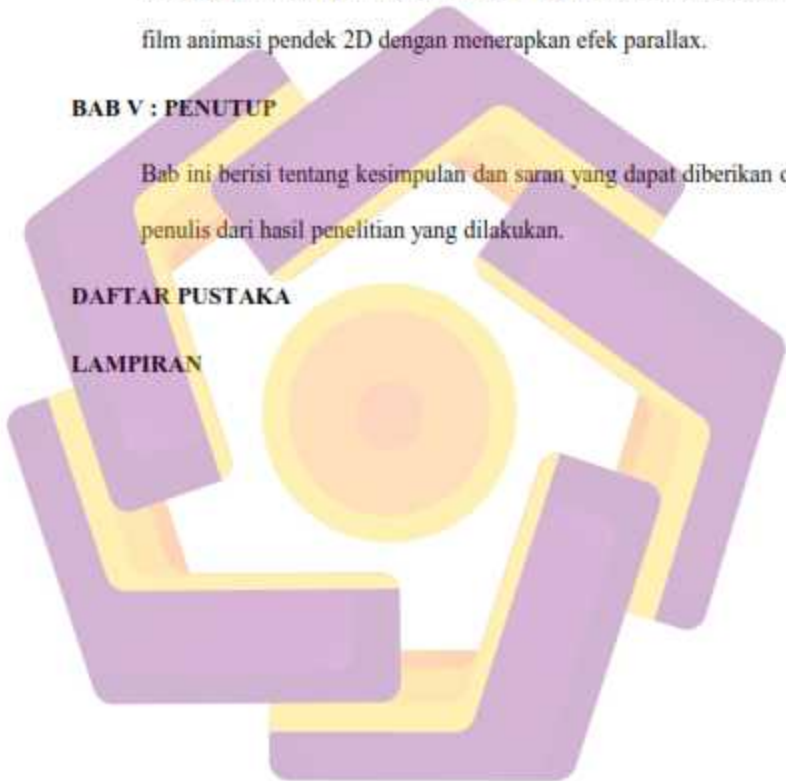 film animasi pendek 2D dengan menerapkan efek parallax.
BAB V : PENUTUP
Bab ini berisi tentang kesimpulan dan saran yang dapat diberikan
penulis dari hasil penelitian yang dilakukan.
DAFTAR PUSTAKA
LAMPIRAN